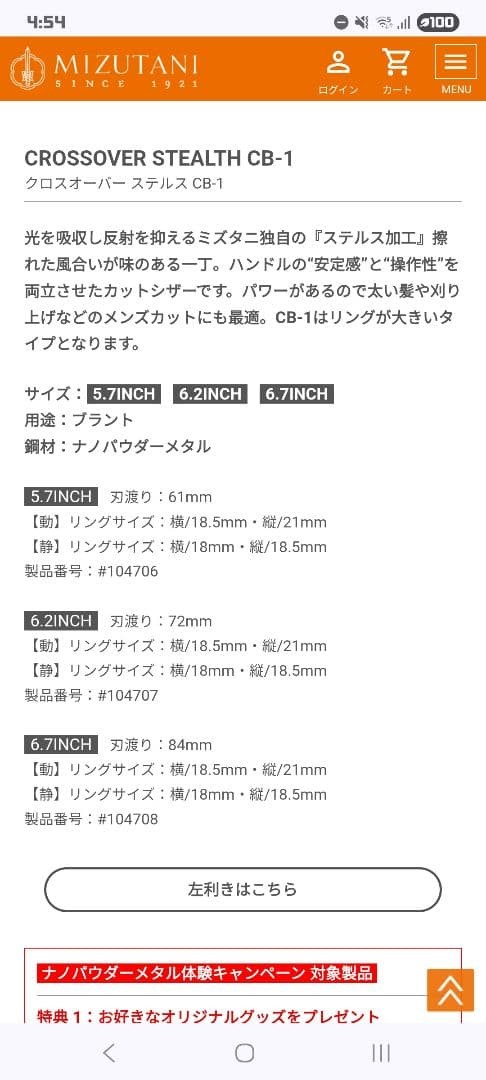 4:54
100
MIZUTANI
SINCE 1921
ログイン
カート
MENU
CROSSOVER STEALTH CB-1
クロスオーバー ステルス CB-1
光を吸収し反射を抑えるミズタニ独自の『ステルス加工』擦
れた風合いが味のある一丁。ハンドルの“安定感”と“操作性”を
両立させたカットシザーです。パワーがあるので太い髪や刈り
上げなどのメンズカットにも最適。CB-1はリングが大きいタ
イプとなります。
サイズ：5.7INCH 6.2INCH 6.7INCH
用途：ブラント
鋼材：ナノパウダーメタル
5.7INCH 刃渡り：61mm
【動】リングサイズ：横/18.5mm・縦/21mm
【静】リングサイズ：横/18mm・縦/18.5mm
製品番号：#104706
6.2INCH 刃渡り：72mm
【動】リングサイズ：横/18.5mm・縦/21mm
【静】リングサイズ：横/18mm・縦/18.5mm
製品番号：#104707
6.7INCH 刃渡り：84mm
【動】リングサイズ：横/18.5mm・縦/21mm
【静】リングサイズ：横/18mm・縦/18.5mm
製品番号：#104708
左利きはこちら
ナノパウダーメタル体験キャンペーン 対象製品
特典 1：お好きなオリジナルグッズをプレゼント